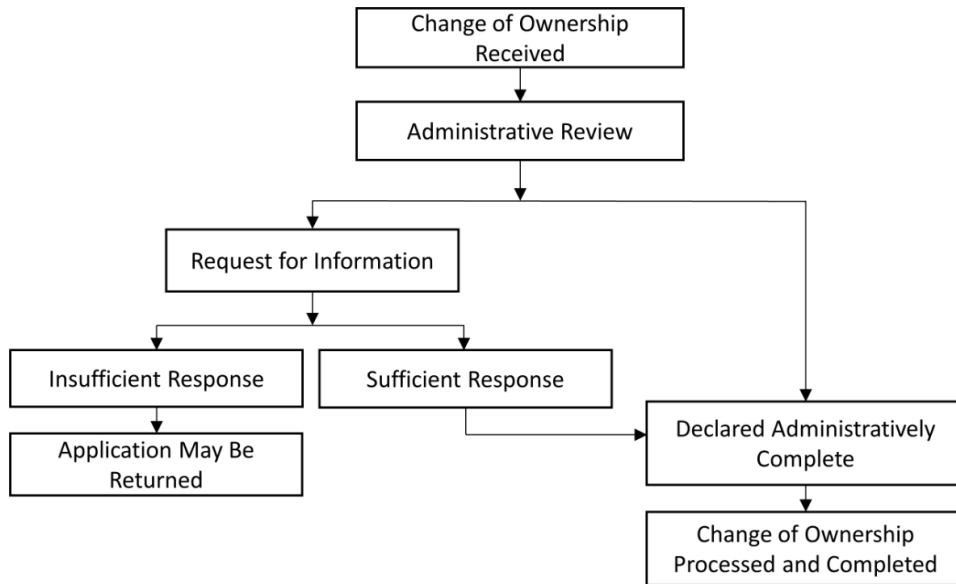 Change of Ownership
Received
Administrative Review
Request for Information
Insufficient Response
Sufficient Response
Application May Be
Returned
Declared Administratively
Complete
Change of Ownership
Processed and Completed